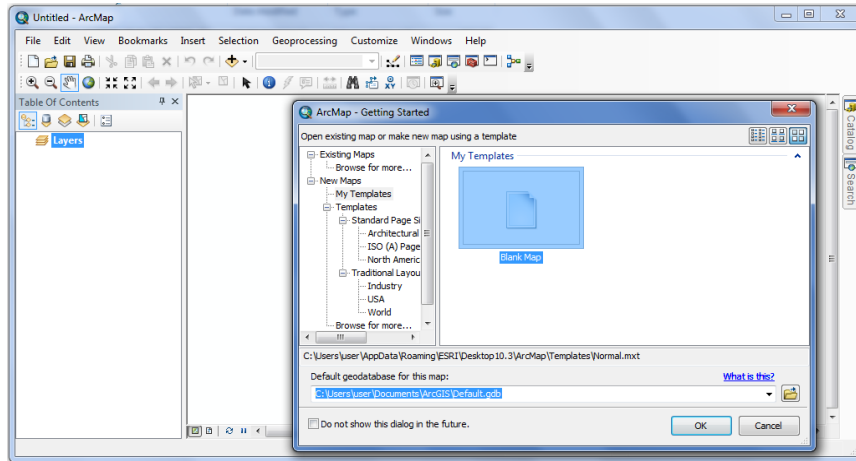 Untitled - ArcMap
File Edit View Bookmarks Insert Selection Geoprocessing Customize Windows Help
Table Of Contents
Layers
ArcMap - Getting Started
Open existing map or make new map using a template
Existing Maps
Browse for more...
New Maps
My Templates
Templates
Standard Page Si
Architectural
ISO (A) Page
North Americ
Traditional Layou
Industry
USA
World
Browse for more...
My Templates
Blank Map
C:\Users\user\AppData\Roaming\ESRI\Desktop10.3\ArcMap\Templates\Normal.mxt
Default geodatabase for this map:
What is this?
C:\Users\user\Documents\ArcGIS\Default.gdb
Do not show this dialog in the future.
OK Cancel
Catalog
Search